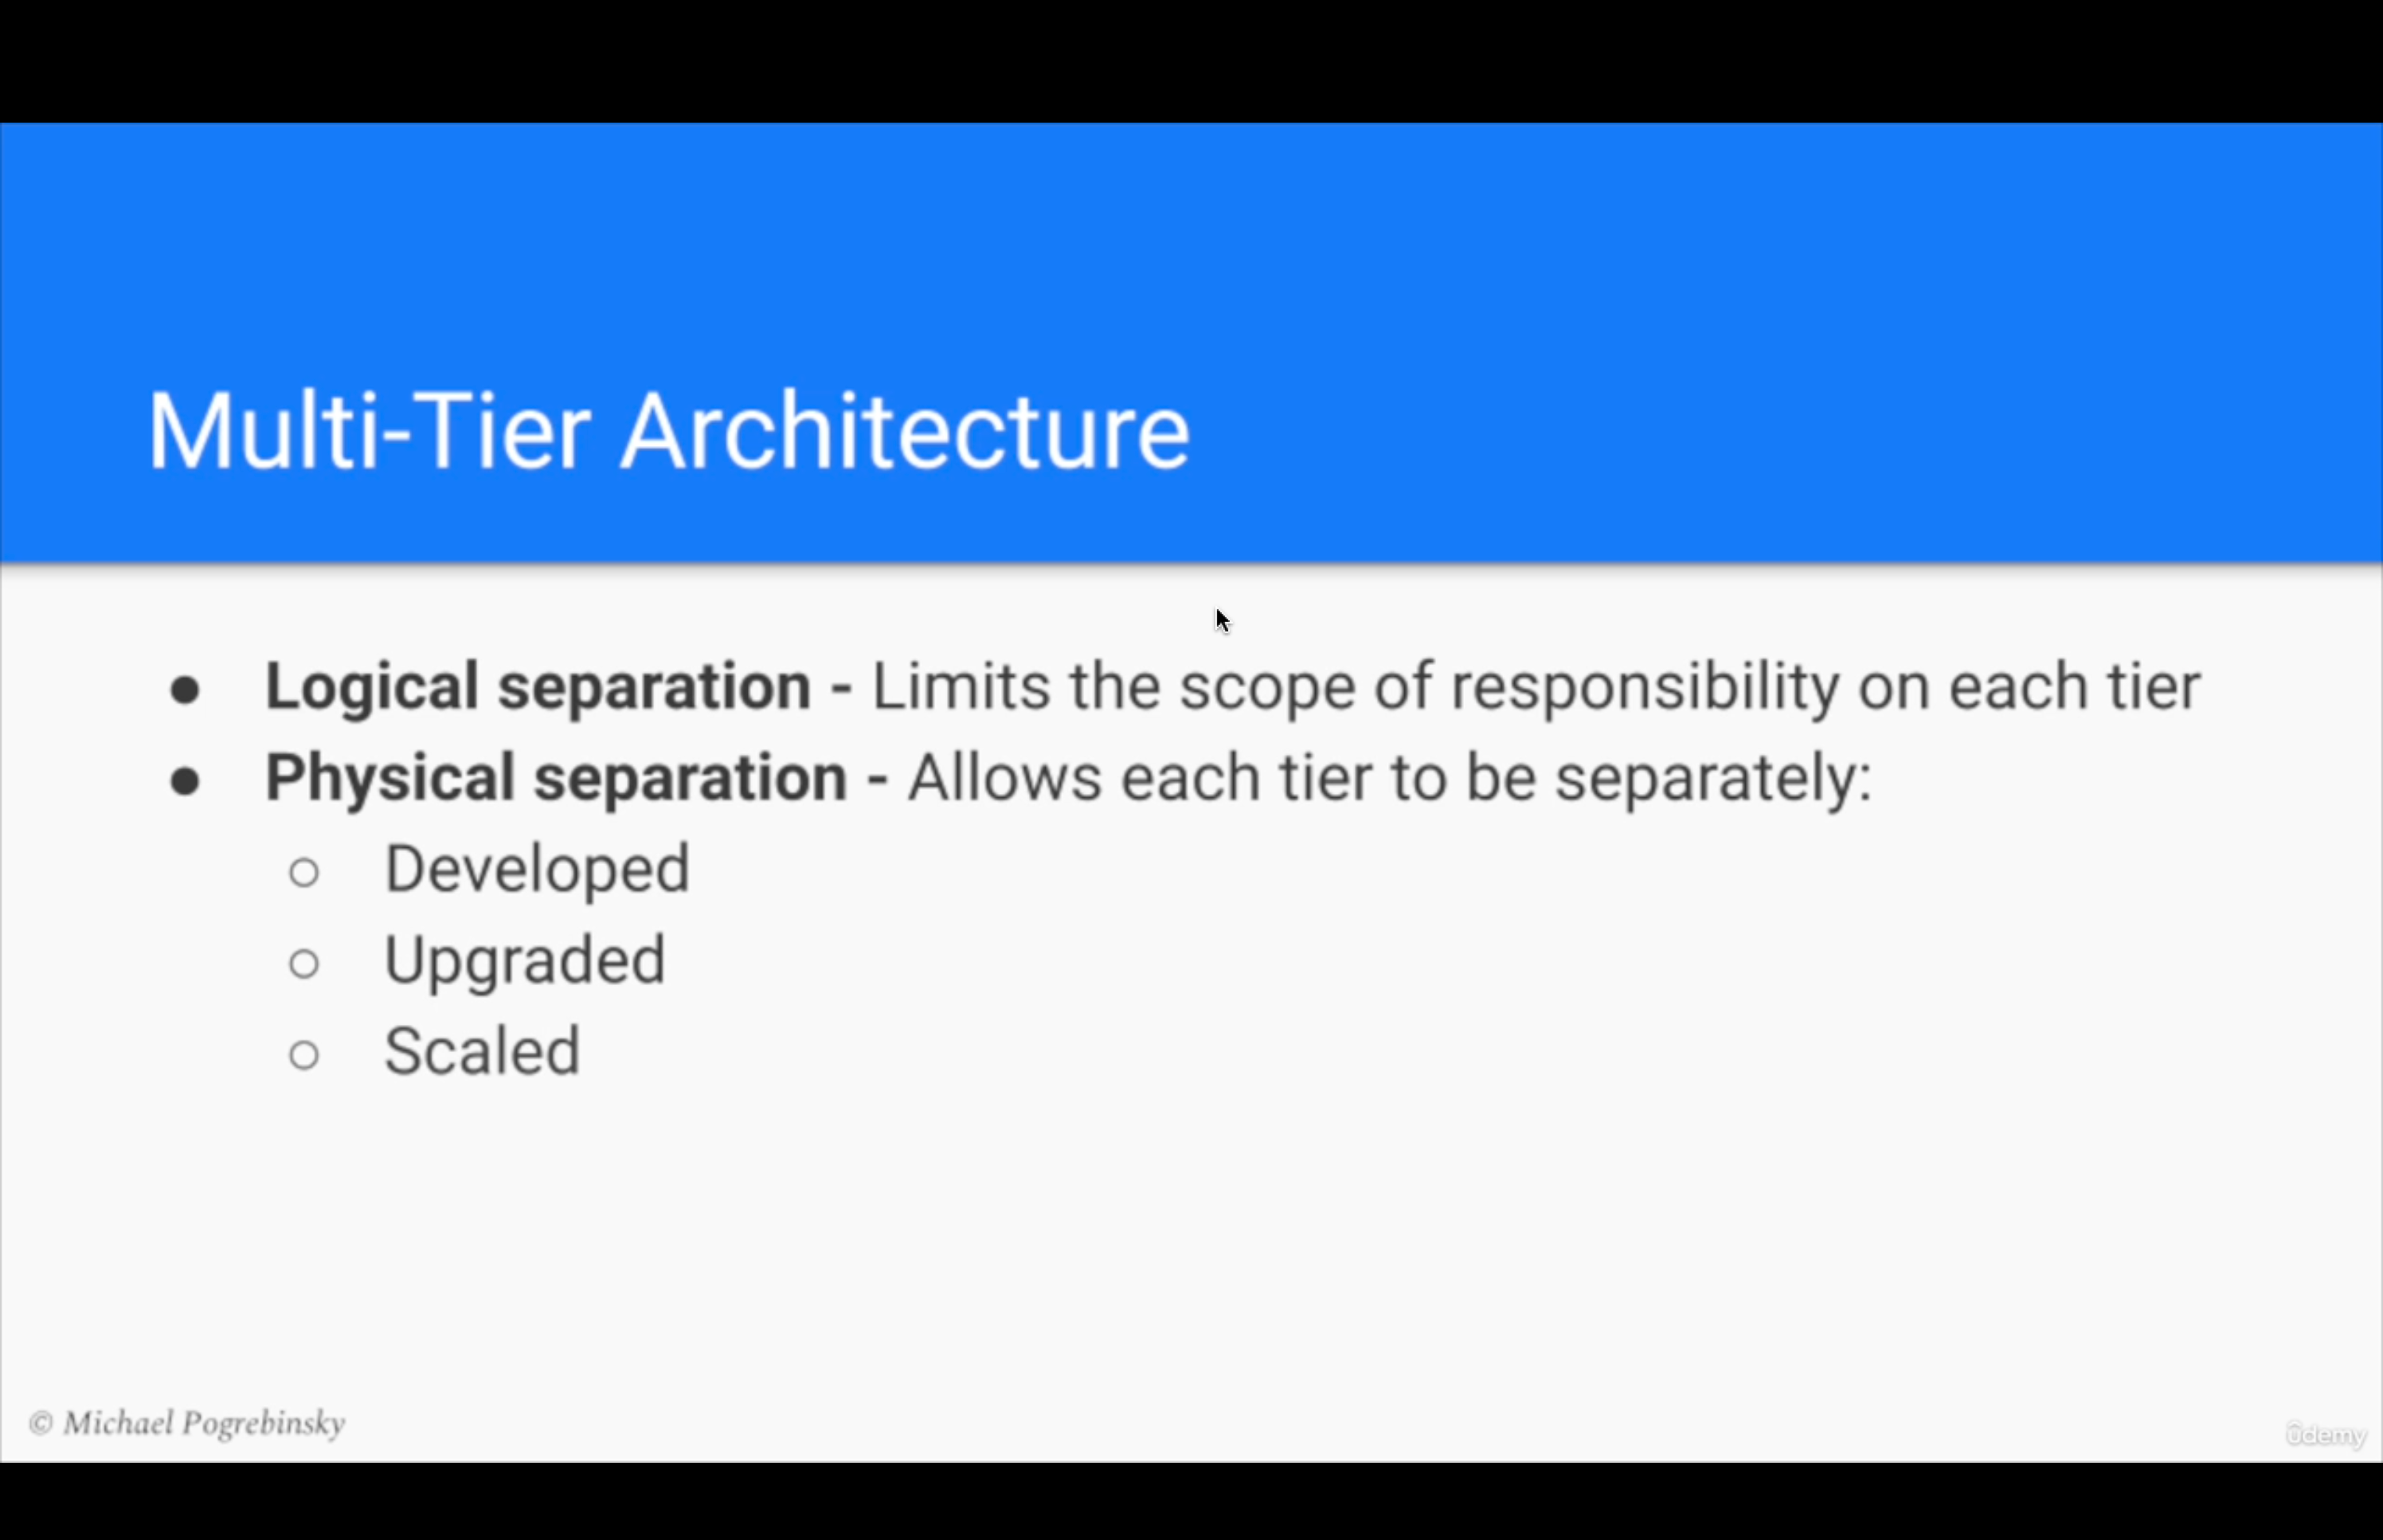 Multi-Tier Architecture
● Logical separation - Limits the scope of responsibility on each tier
● Physical separation - Allows each tier to be separately:
○ Developed
○ Upgraded
○ Scaled
© Michael Pogrebinsky
ûdemy